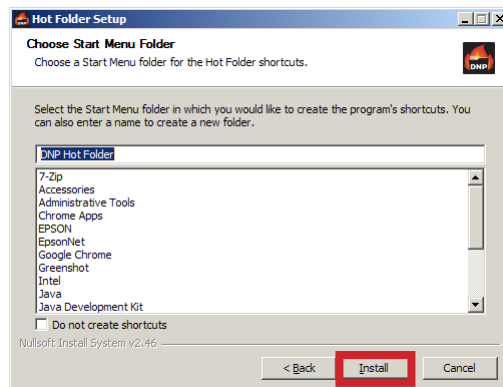 Hot Folder Setup
Choose Start Menu Folder
Choose a Start Menu folder for the Hot Folder shortcuts.
DNP
Select the Start Menu folder in which you would like to create the program's shortcuts. You
can also enter a name to create a new folder.
DNP Hot Folder
7-Zip
Accessories
Administrative Tools
Chrome Apps
EPSON
EpsonNet
Google Chrome
Greenshot
Intel
Java
Java Development Kit
Do not create shortcuts
Nullsoft Install System v2.46
< Back
Install
Cancel